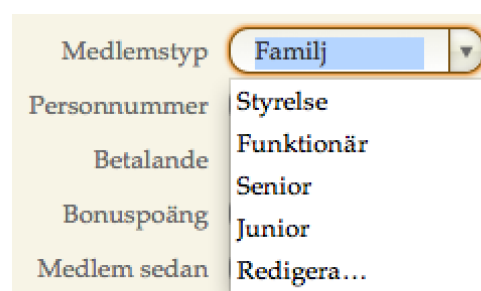 Medlemstyp Familj
Personnummer Styrelse
Betalande Funktionär
Bonuspoäng Senior
Junior
Medlem sedan Redigera…